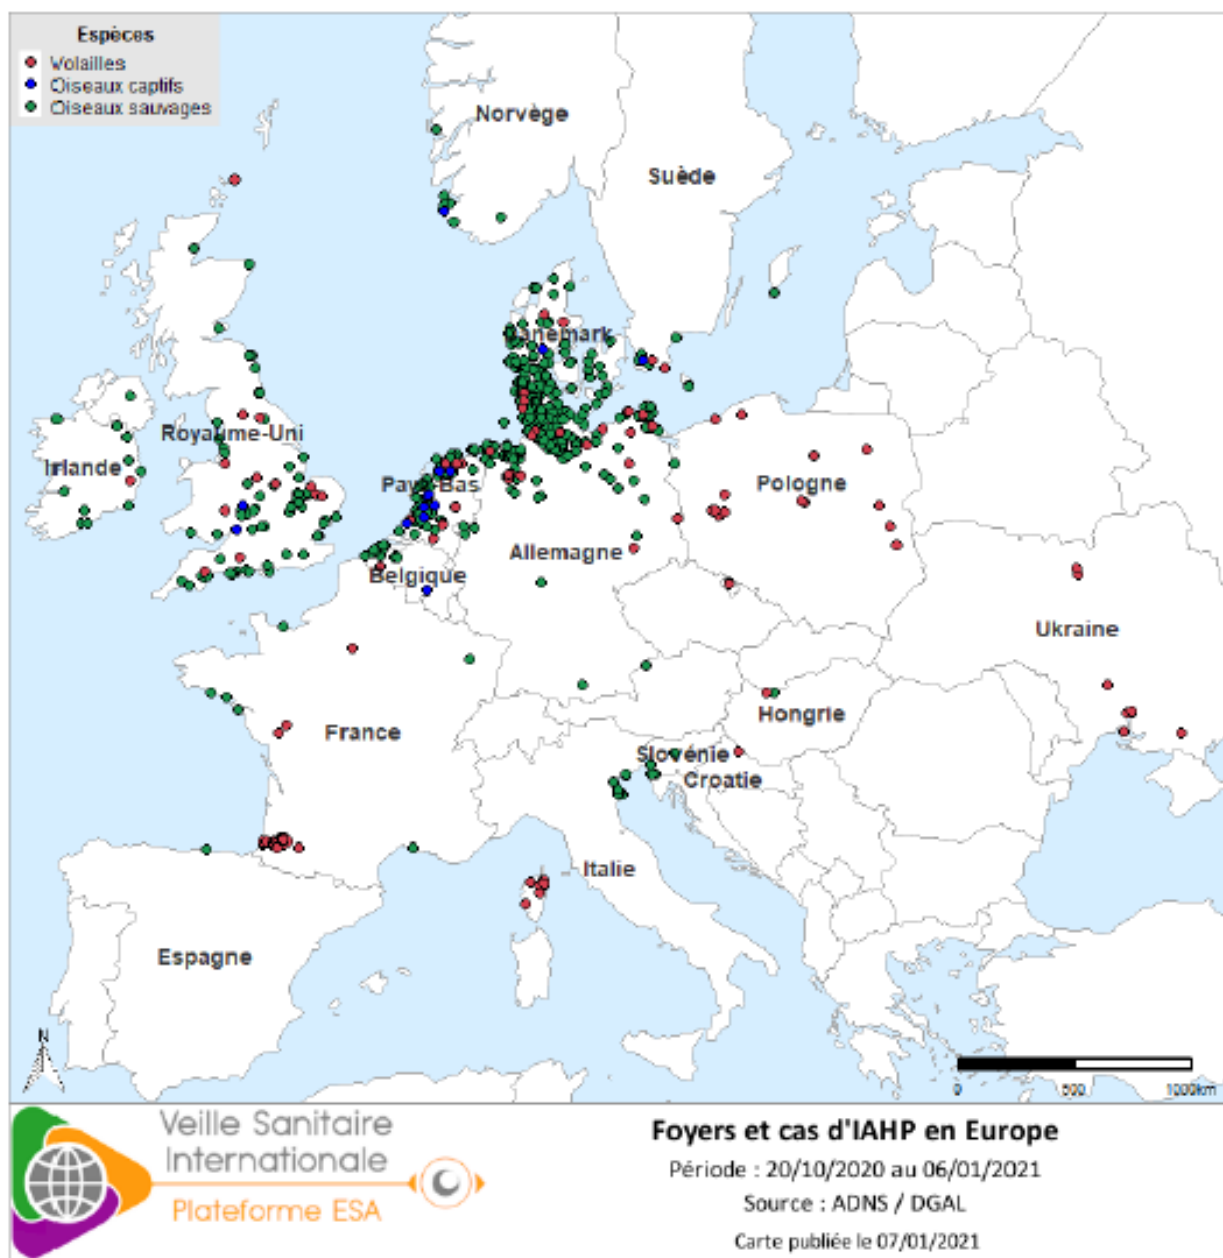 Espèces
Volailles
Oiseaux captifs
Oiseaux sauvages
Norvège
Suède
Danemark
Royaume-Uni
Irlande
Pays-Bas
Pologne
Allemagne
Belgique
Ukraine
Hongrie
France
Slovénie
Croatie
Italie
Espagne
N
0 500 1000km
Veille Sanitaire
Internationale
Plateforme ESA
Foyers et cas d'IAHP en Europe
Période : 20/10/2020 au 06/01/2021
Source : ADNS / DGAL
Carte publiée le 07/01/2021